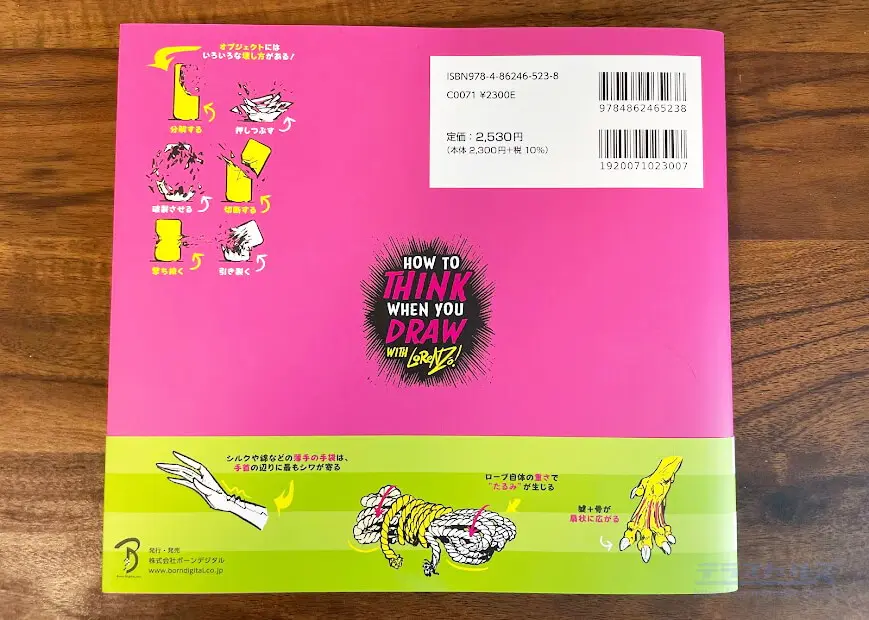 オブジェクトには
いろいろな壊し方がある!
分解する
押しつぶす
破裂させる
切断する
撃ち続く
引き裂く
ISBN978-4-86246-523-8
C0071 ¥2300E
9784862465238
定価：2,530円
（本体 2,300円+税 10%）
1920071023007
HOW TO
THINK
WHEN YOU
DRAW
WITH LORENZO!
シルクや綿などの薄手の手袋は、
手首の辺りに最もシワが寄る
ロープ自体の重さで
"たるみ"が生じる
腱+骨が
扇状に広がる
発行・発売
株式会社ボーンデジタル
www.borndigital.co.jp